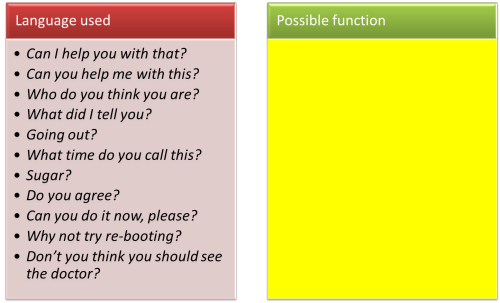 Language used
Possible function
• Can I help you with that?
• Can you help me with this?
• Who do you think you are?
• What did I tell you?
• Going out?
• What time do you call this?
• Sugar?
• Do you agree?
• Can you do it now, please?
• Why not try re-booting?
• Don't you think you should see
the doctor?